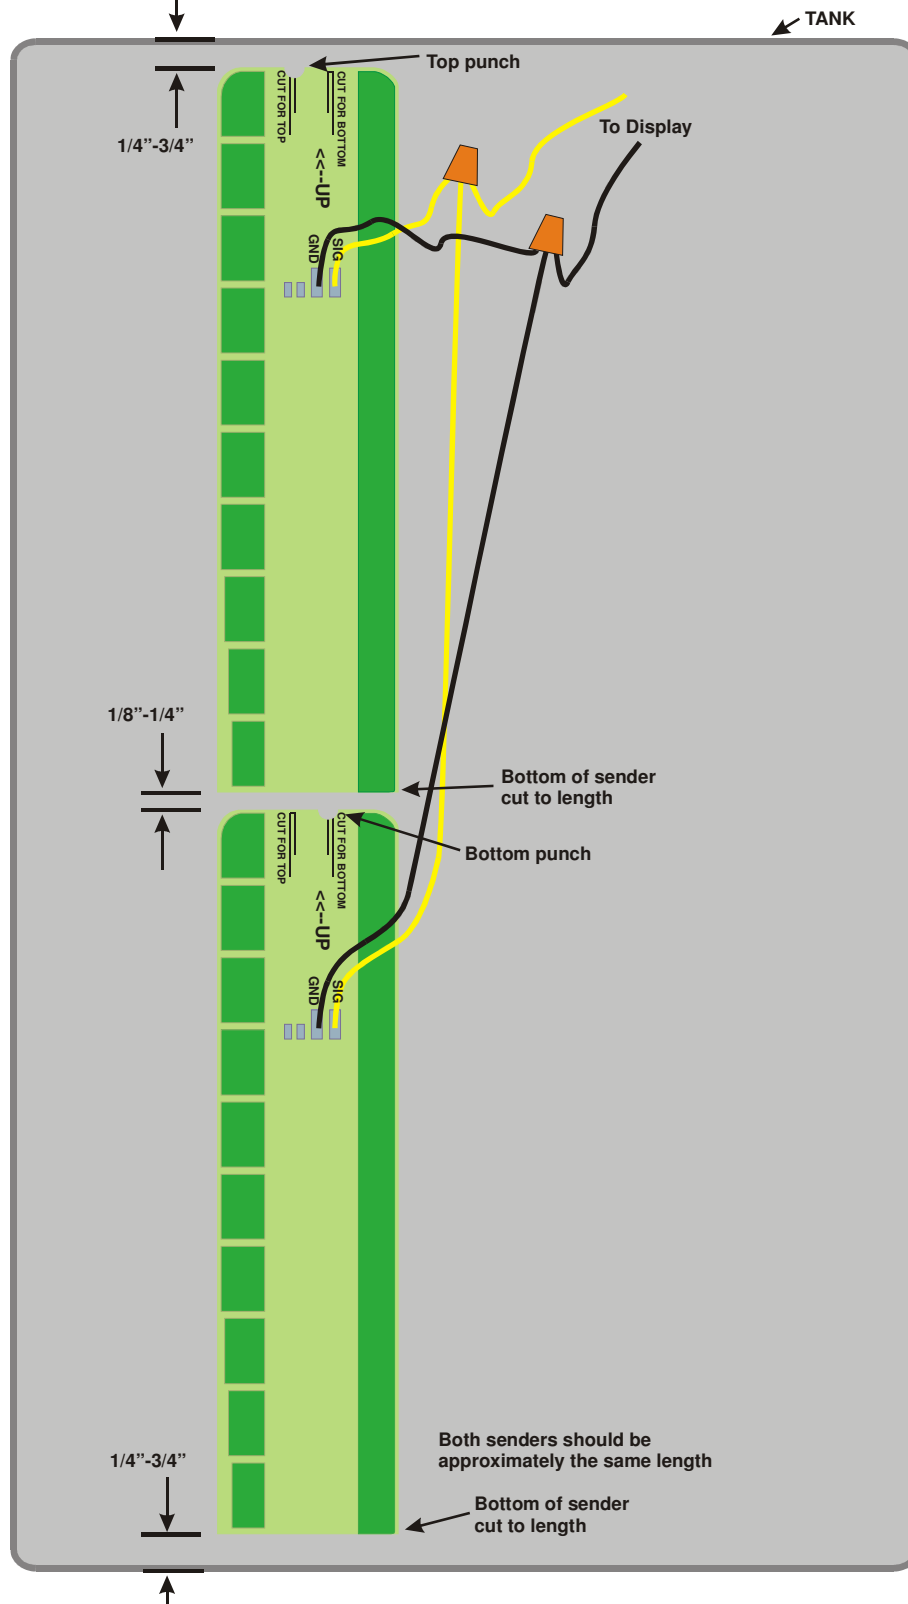 TANK
Top punch
1/4”-3/4”
CUT FOR TOP
CUT FOR BOTTOM
<<--UP
To Display
GND
SIG
1/8”-1/4”
Bottom of sender
cut to length
CUT FOR TOP
CUT FOR BOTTOM
Bottom punch
<<--UP
GND
SIG
Both senders should be
approximately the same length
1/4”-3/4”
Bottom of sender
cut to length